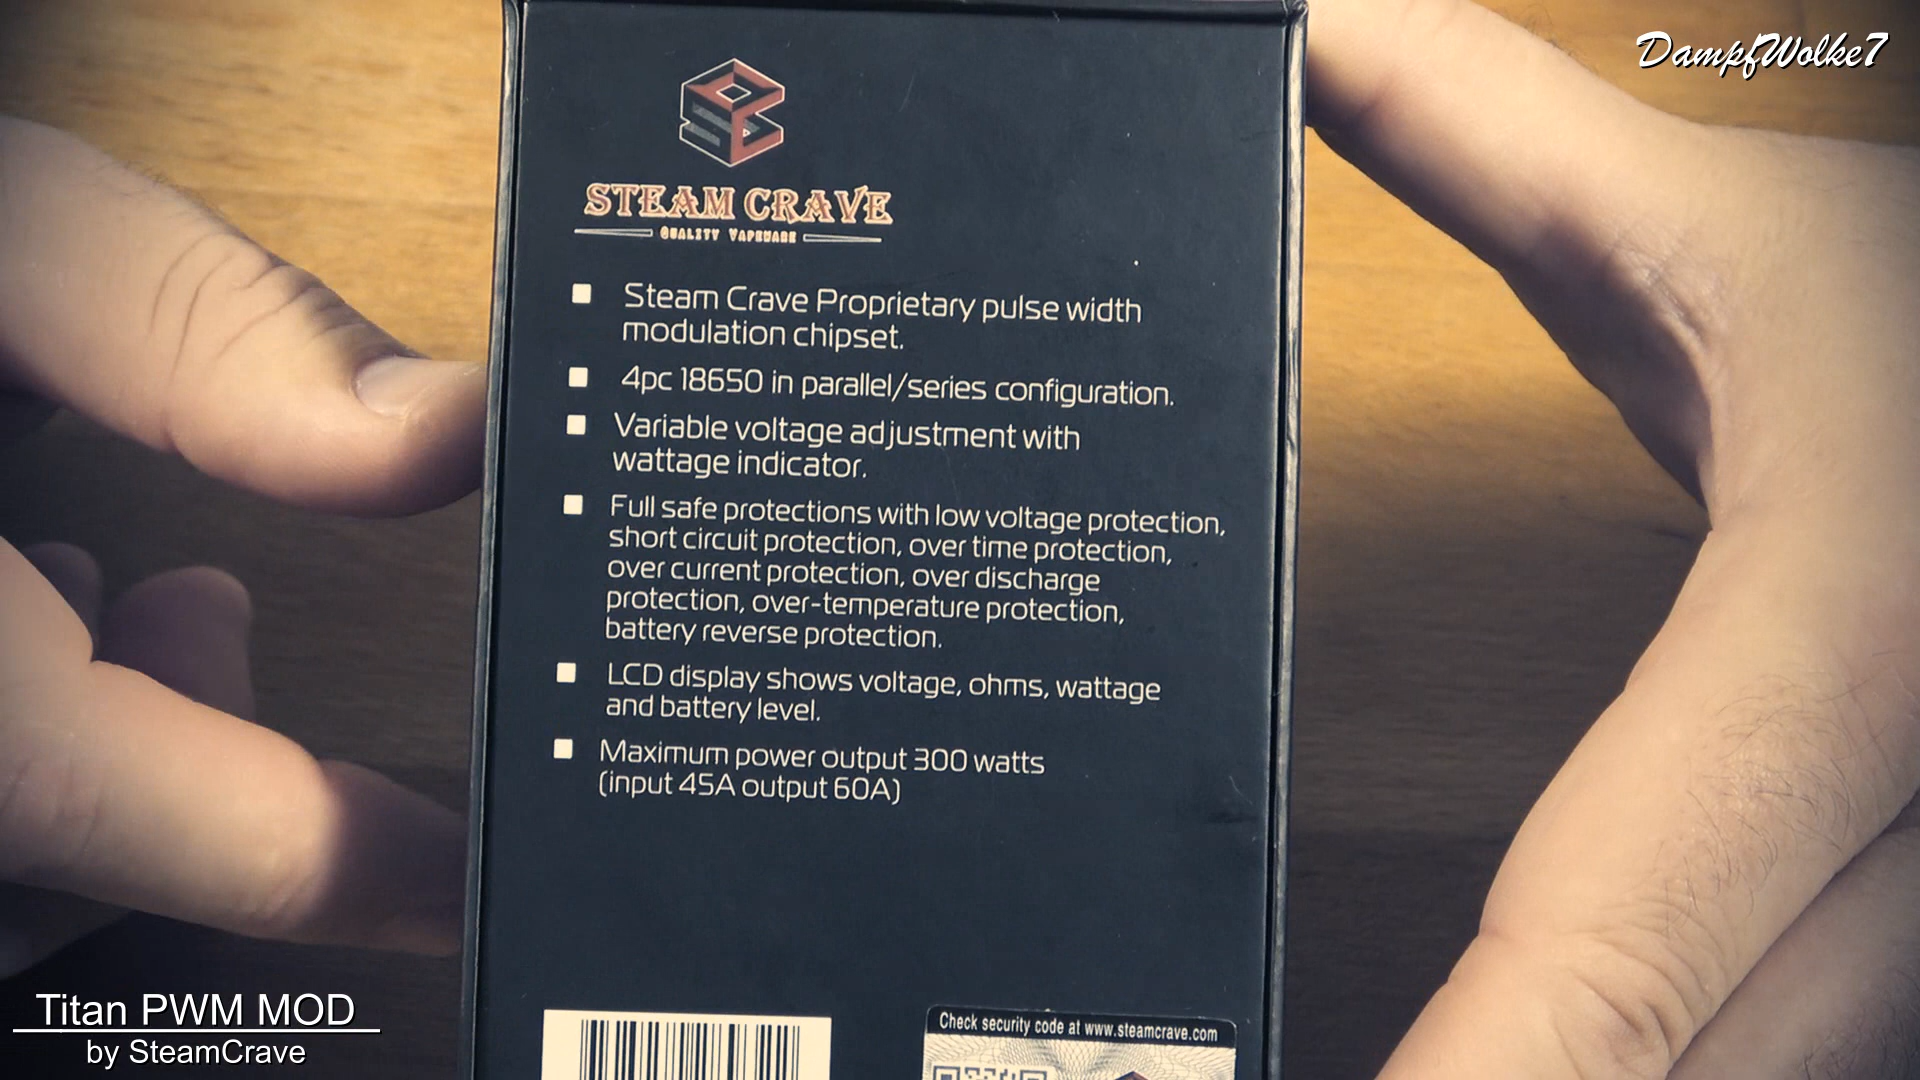 DampfWolke7
STEAM CRAVE
QUALITY VAPEWARE
Steam Crave Proprietary pulse width
modulation chipset.
4pc 18650 in parallel/series configuration.
Variable voltage adjustment with
wattage indicator.
Full safe protections with low voltage protection,
short circuit protection, over time protection,
over current protection, over discharge
protection, over-temperature protection,
battery reverse protection.
LCD display shows voltage, ohms, wattage
and battery level.
Maximum power output 300 watts
(input 45A output 60A)
Check security code at www.steamcrave.com
Titan PWM MOD
by SteamCrave